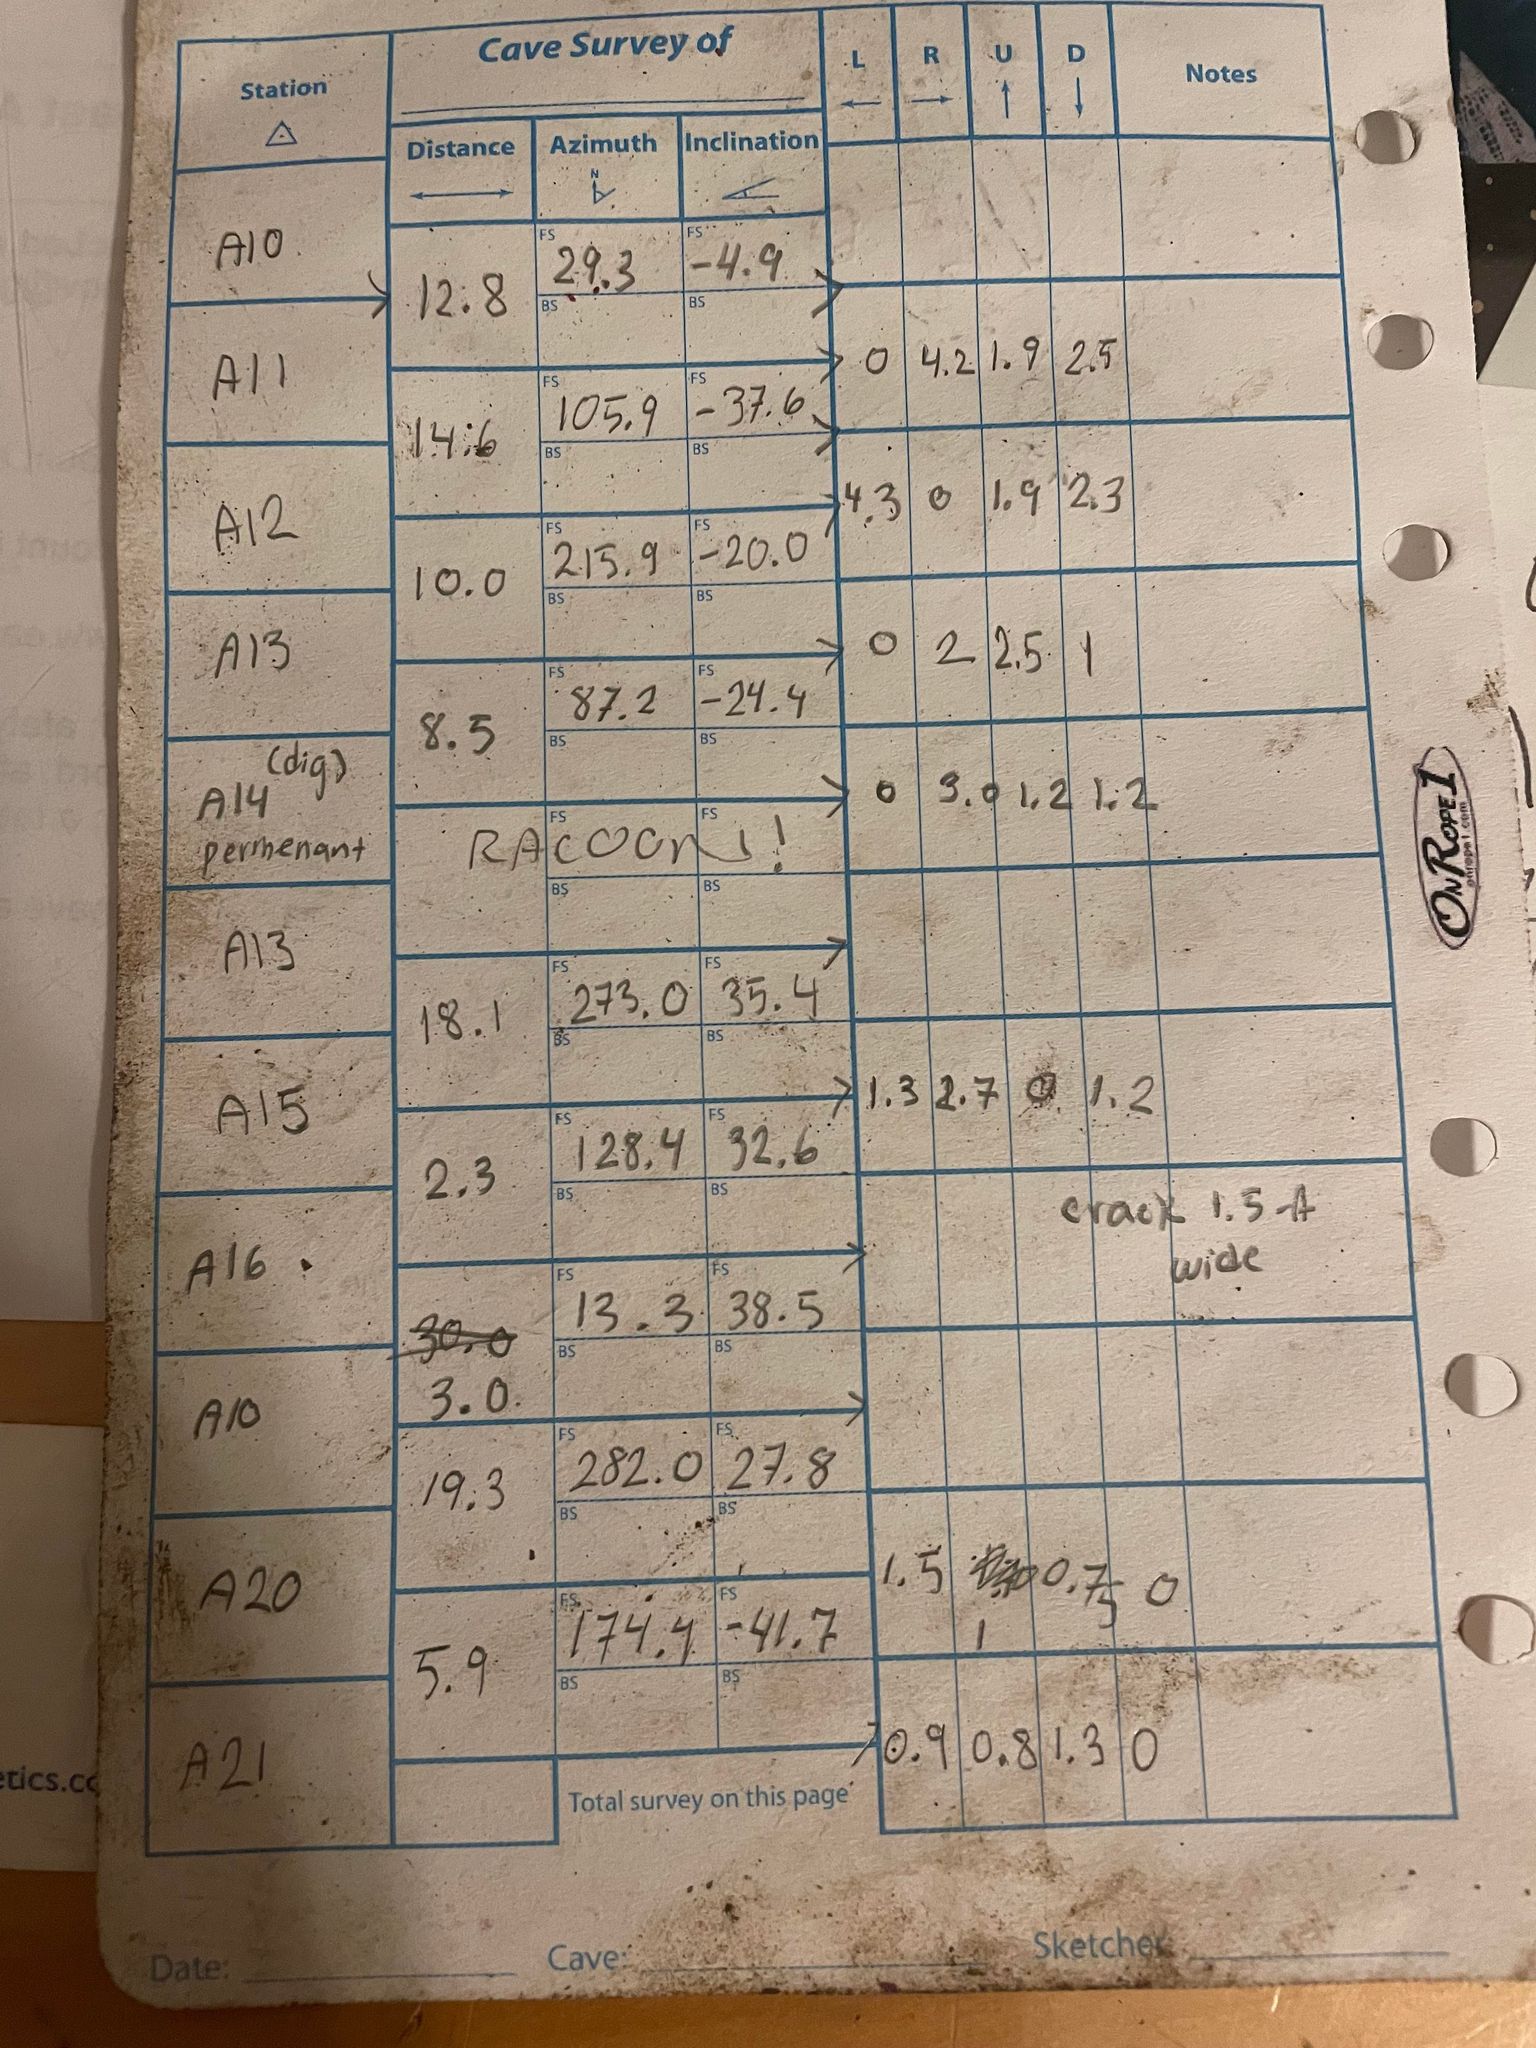 Cave Survey of
Station
Distance Azimuth Inclination
N
L R U D Notes
A10
12.8 FS 29.3 FS -4.9
BS BS
A11 0 4.2 1.9 2.5
14.6 FS 105.9 FS -37.6
BS BS
A12 4.3 0 1.9 2.3
10.0 FS 215.9 FS -20.0
BS BS
A13 0 2 2.5 1
8.5 FS 87.2 FS -24.4
BS BS
(dig)
A14 0 3.0 1.2 1.2
permenant
FS FS
RACOON!
BS BS
A13
18.1 FS 273.0 FS 35.4
BS BS
A15 1.3 2.7 0 1.2
2.3 FS 128.4 FS 32.6
BS BS
A16 crack 1.5 ft
wide
30.0 FS 13.3 FS 38.5
3.0 BS BS
A10
19.3 FS 282.0 FS 27.8
BS BS
A20 1.5 1 0.75 0
5.9 FS 174.4 FS -41.7
BS BS
A21 0.9 0.8 1.3 0
Total survey on this page
Date: Cave: Sketcher
ONROPE1
onrope1.com
etics.co